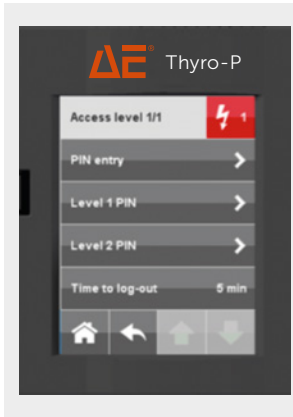 AE® Thyro-P
Access level 1/1 1
PIN entry
Level 1 PIN
Level 2 PIN
Time to log-out 5 min